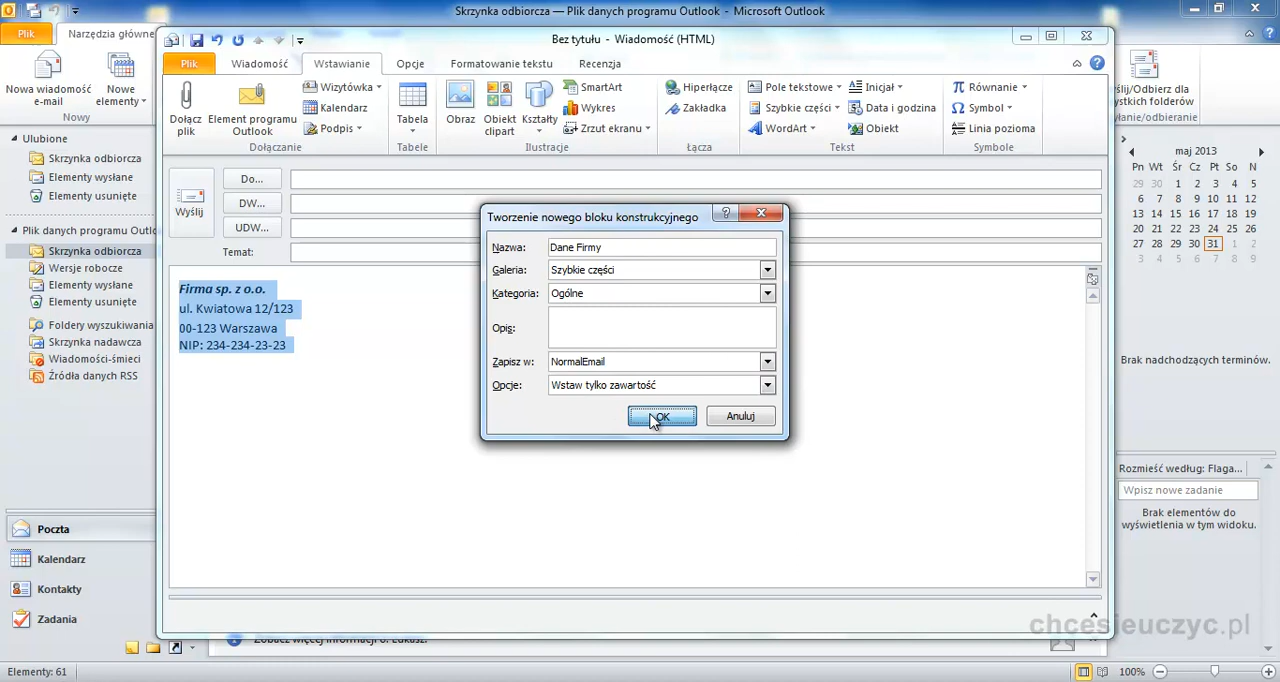 Skrzynka odbiorcza — Plik danych programu Outlook - Microsoft Outlook
Plik
Narzędzia główne
Nowa wiadomość e-mail
Nowe elementy
Nowy
Ulubione
Skrzynka odbiorcza
Elementy wysłane
Elementy usunięte
Plik danych programu Outlo
Skrzynka odbiorcza
Wersje robocze
Elementy wysłane
Elementy usunięte
Foldery wyszukiwania
Skrzynka nadawcza
Wiadomości-śmieci
Źródła danych RSS
Poczta
Kalendarz
Kontakty
Zadania
Elementy: 61
Bez tytułu - Wiadomość (HTML)
Plik
Wiadomość
Wstawianie
Opcje
Formatowanie tekstu
Recenzja
Dołącz plik
Element programu Outlook
Wizytówka
Kalendarz
Podpis
Dołączanie
Tabela
Tabele
Obraz
Obiekt clipart
Kształty
SmartArt
Wykres
Zrzut ekranu
Ilustracje
Hiperłącze
Zakładka
Łącza
Pole tekstowe
Szybkie części
WordArt
Inicjał
Data i godzina
Obiekt
Tekst
Równanie
Symbol
Linia pozioma
Symbole
Wyślij
Do...
DW...
UDW...
Temat:
Firma sp. z o.o.
ul. Kwiatowa 12/123
00-123 Warszawa
NIP: 234-234-23-23
Tworzenie nowego bloku konstrukcyjnego
Nazwa: Dane Firmy
Galeria: Szybkie części
Kategoria: Ogólne
Opis:
Zapisz w: NormalEmail
Opcje: Wstaw tylko zawartość
OK
Anuluj
ślij/Odbierz dla
ystkich folderów
yłanie/odbieranie
maj 2013
Pn Wt Śr Cz Pt So N
29 30 1 2 3 4 5
6 7 8 9 10 11 12
13 14 15 16 17 18 19
20 21 22 23 24 25 26
27 28 29 30 31 1 2
3 4 5 6 7 8 9
Brak nadchodzących terminów.
Rozmieść według: Flaga...
Wpisz nowe zadanie
Brak elementów do
wyświetlenia w tym widoku.
chcesieuczyc.pl
100%